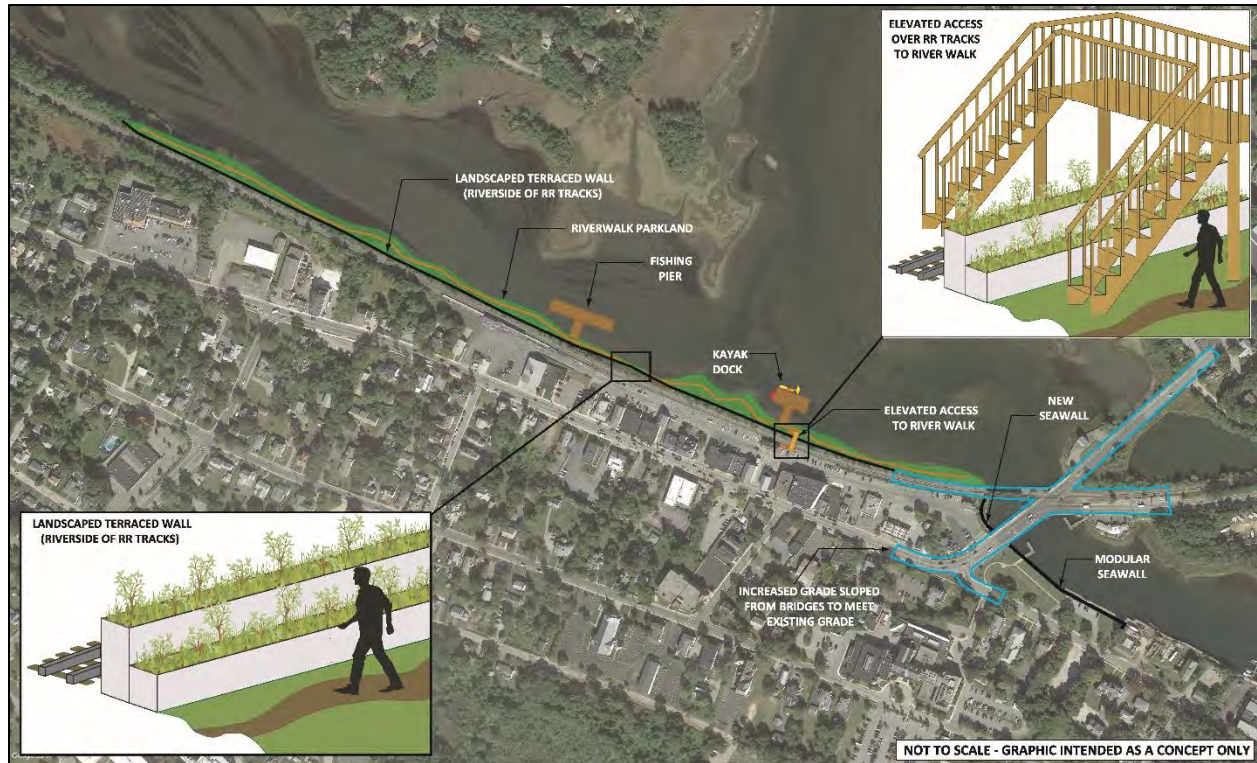 ELEVATED ACCESS
OVER RR TRACKS
TO RIVER WALK
LANDSCAPED TERRACED WALL
(RIVERSIDE OF RR TRACKS)
RIVERWALK PARKLAND
FISHING
PIER
KAYAK
DOCK
ELEVATED ACCESS
TO RIVER WALK
NEW
SEAWALL
LANDSCAPED TERRACED WALL
(RIVERSIDE OF RR TRACKS)
INCREASED GRADE SLOPED
FROM BRIDGES TO MEET
EXISTING GRADE
MODULAR
SEAWALL
NOT TO SCALE - GRAPHIC INTENDED AS A CONCEPT ONLY